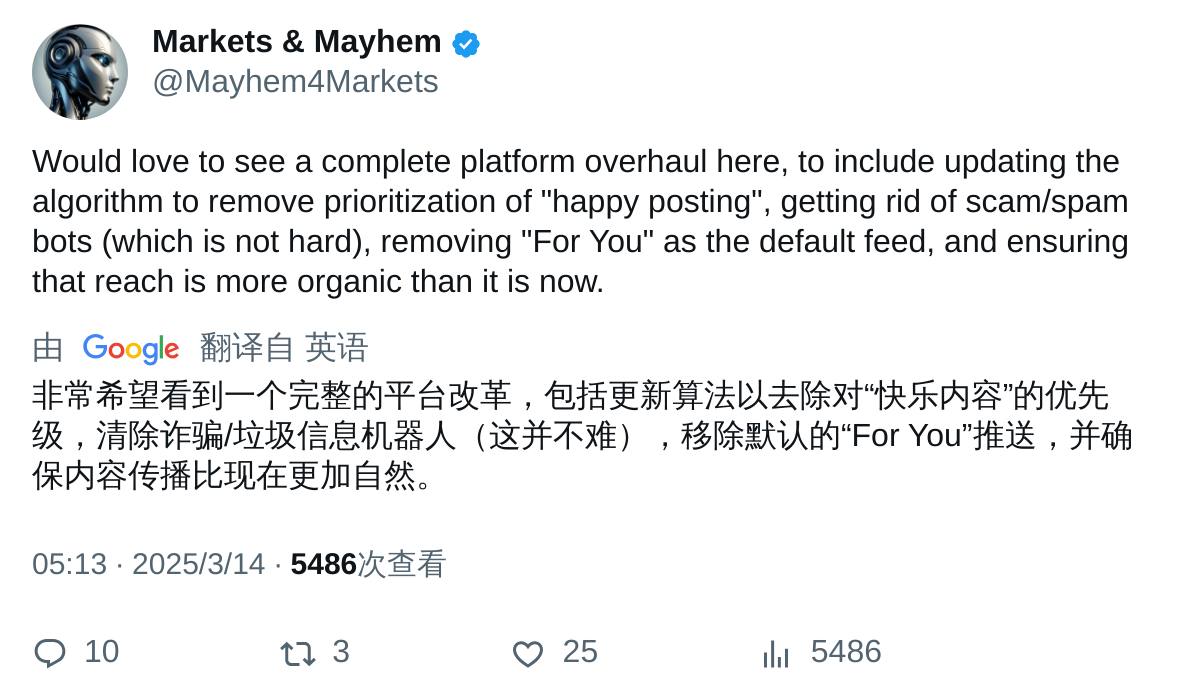 Markets & Mayhem
@Mayhem4Markets
Would love to see a complete platform overhaul here, to include updating the
algorithm to remove prioritization of "happy posting", getting rid of scam/spam
bots (which is not hard), removing "For You" as the default feed, and ensuring
that reach is more organic than it is now.
由 Google 翻译自 英语
非常希望看到一个完整的平台改革，包括更新算法以去除对“快乐内容”的优先
级，清除诈骗/垃圾信息机器人（这并不难），移除默认的“For You”推送，并确
保内容传播比现在更加自然。
05:13 · 2025/3/14 · 5486次查看
10 3 25 5486